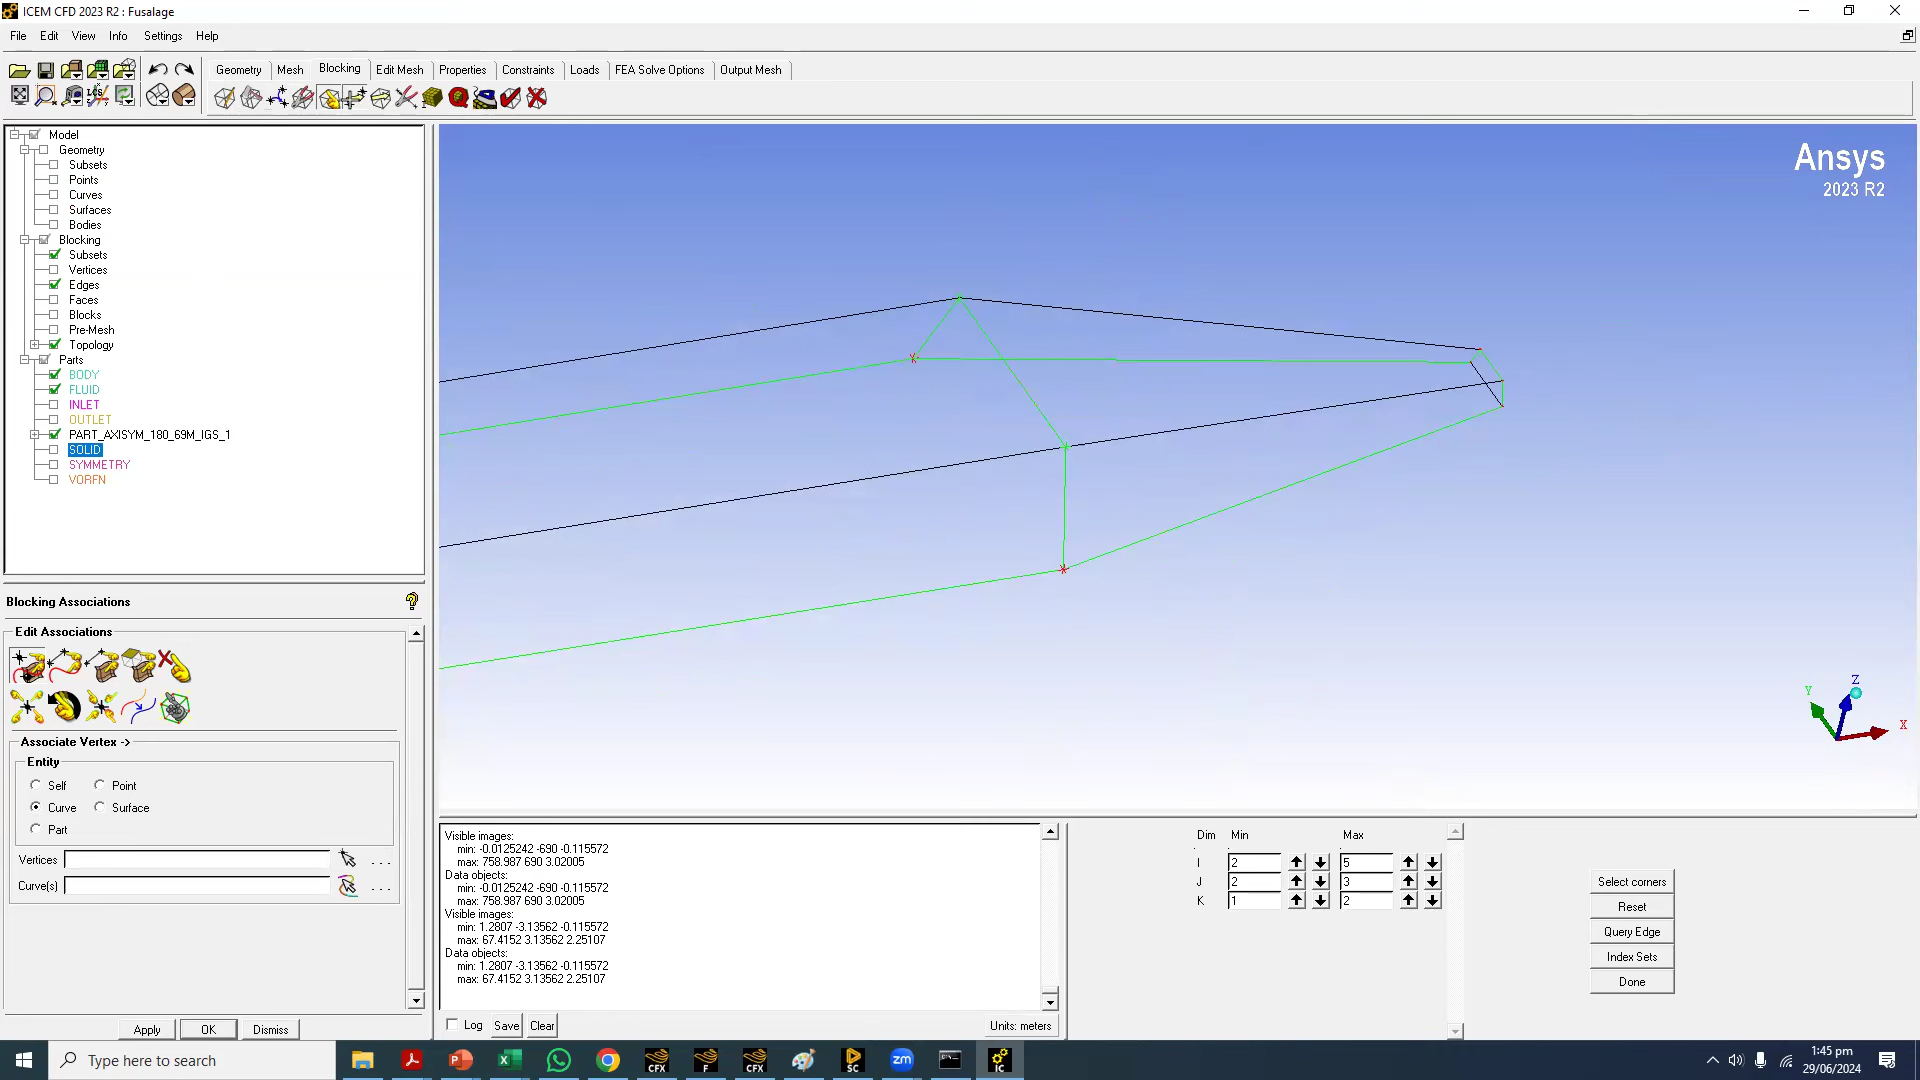 ICEM CFD 2023 R2 : Fusalage
File Edit View Info Settings Help
Geometry Mesh Blocking Edit Mesh Properties Constraints Loads FEA Solve Options Output Mesh
LCS
Model
Geometry
Subsets
Points
Curves
Surfaces
Bodies
Blocking
Subsets
Vertices
Edges
Faces
Blocks
Pre-Mesh
Topology
Parts
BODY
FLUID
INLET
OUTLET
PART_AXISYM_180_69M_IGS_1
SOLID
SYMMETRY
VORFN
Ansys
2023 R2
Z
Y
X
Blocking Associations
Edit Associations
Associate Vertex ->
Entity
Self Point
Curve Surface
Part
Vertices ...
Curve(s) ...
Apply OK Dismiss
Visible images:
min: -0.0125242 -690 -0.115572
max: 758.987 690 3.02005
Data objects:
min: -0.0125242 -690 -0.115572
max: 758.987 690 3.02005
Visible images:
min: 1.2807 -3.13562 -0.115572
max: 67.4152 3.13562 2.25107
Data objects:
min: 1.2807 -3.13562 -0.115572
max: 67.4152 3.13562 2.25107
Log Save Clear Units: meters
Dim Min Max
I 2 5
J 2 3
K 1 2
Select corners
Reset
Query Edge
Index Sets
Done
Type here to search
CFX F CFX SC zm IC
1:45 pm
29/06/2024